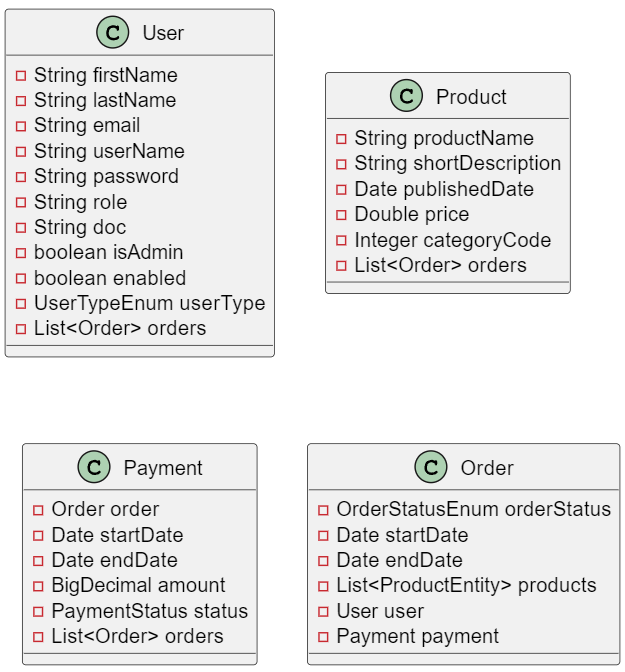 C User
String firstName
String lastName
String email
String userName
String password
String role
String doc
boolean isAdmin
boolean enabled
UserTypeEnum userType
List<Order> orders
C Product
String productName
String shortDescription
Date publishedDate
Double price
Integer categoryCode
List<Order> orders
C Payment
Order order
Date startDate
Date endDate
BigDecimal amount
PaymentStatus status
List<Order> orders
C Order
OrderStatusEnum orderStatus
Date startDate
Date endDate
List<ProductEntity> products
User user
Payment payment